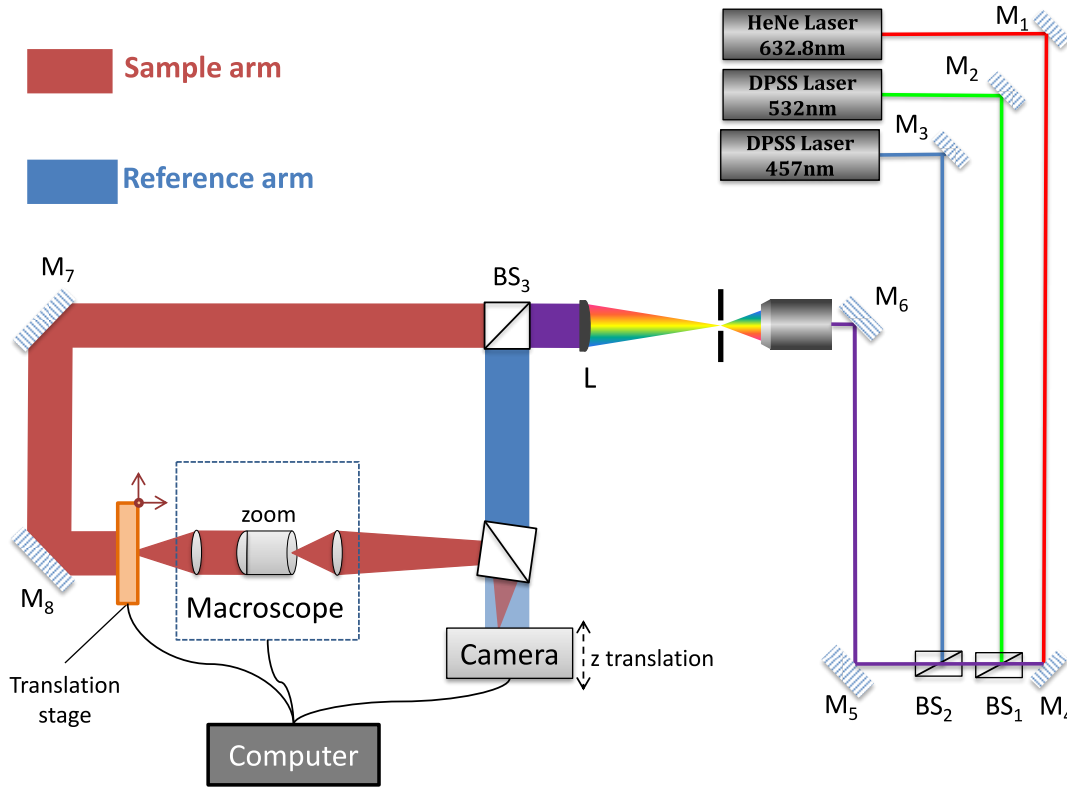 HeNe Laser
632.8nm
M₁
DPSS Laser
532nm
M₂
DPSS Laser
457nm
M₃
Sample arm
Reference arm
M₇
BS₃
M₆
L
zoom
M₈
Macroscope
Camera
z translation
Translation
stage
M₅
BS₂
BS₁
M₄
Computer